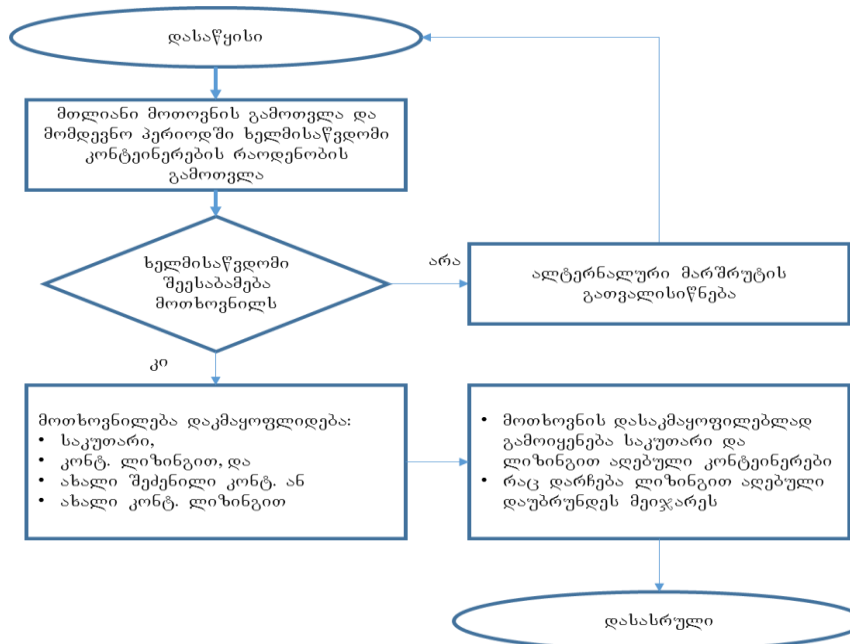 დასაწყისი
მთლიანი მოთოვნის გამოთვლა და
მომდევნო პერიოდში ხელმისაწვდომი
კონტეინერების რაოდენობის
გამოთვლა
ხელმისაწვდომი
შეესაბამება
მოთხოვნილს
არა
ალტერნალური მარშრუტის
გათვალისიწნება
კი
მოთხოვნილება დაკმაყოფლიდება:
• საკუთარი,
• კონტ. ლიზინგით, და
• ახალი შეძენილი კონტ. ან
• ახალი კონტ. ლიზინგით
• მოთხოვნის დასაკმაყოფილებლად
გამოიყენება საკუთარი და
ლიზინგით აღებული კონტეინერები
• რაც დარჩება ლიზინგით აღებული
დაუბრუნდეს მეიჯარეს
დასასრული